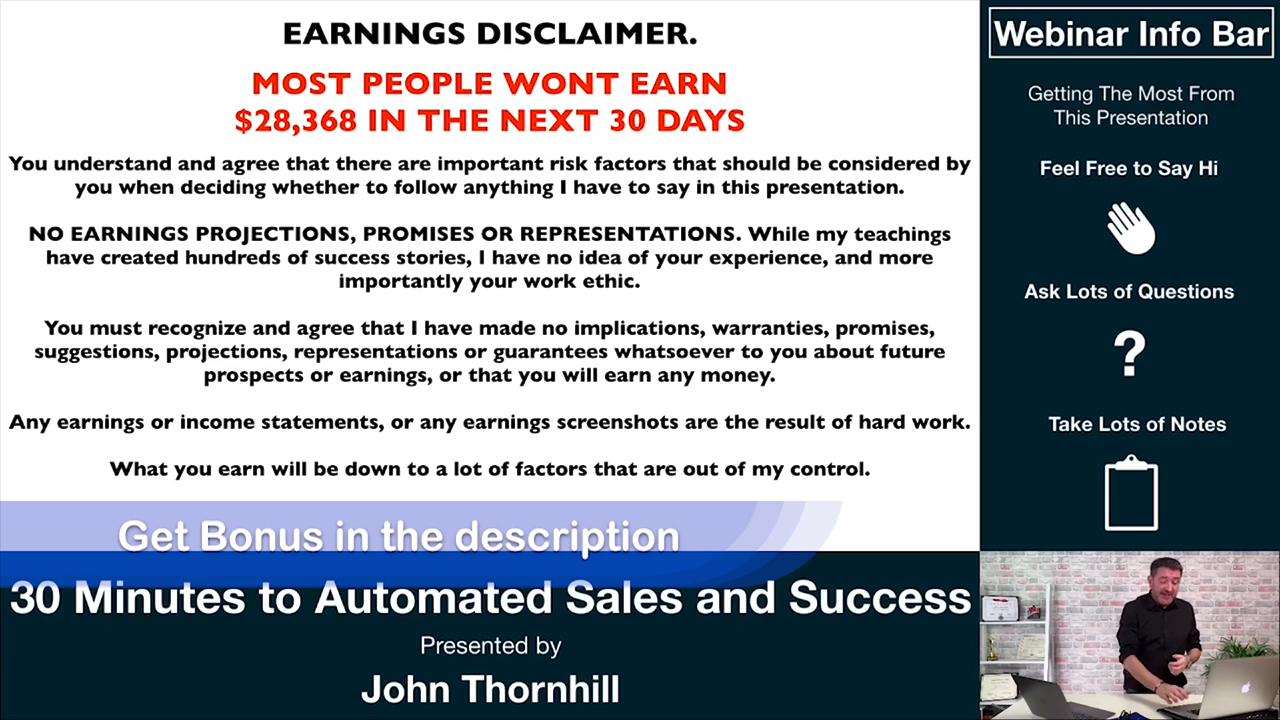 EARNINGS DISCLAIMER.
MOST PEOPLE WONT EARN
$28,368 IN THE NEXT 30 DAYS
You understand and agree that there are important risk factors that should be considered by
you when deciding whether to follow anything I have to say in this presentation.
NO EARNINGS PROJECTIONS, PROMISES OR REPRESENTATIONS. While my teachings
have created hundreds of success stories, I have no idea of your experience, and more
importantly your work ethic.
You must recognize and agree that I have made no implications, warranties, promises,
suggestions, projections, representations or guarantees whatsoever to you about future
prospects or earnings, or that you will earn any money.
Any earnings or income statements, or any earnings screenshots are the result of hard work.
What you earn will be down to a lot of factors that are out of my control.
Get Bonus in the description
30 Minutes to Automated Sales and Success
Presented by
John Thornhill
Webinar Info Bar
Getting The Most From
This Presentation
Feel Free to Say Hi
Ask Lots of Questions
?
Take Lots of Notes